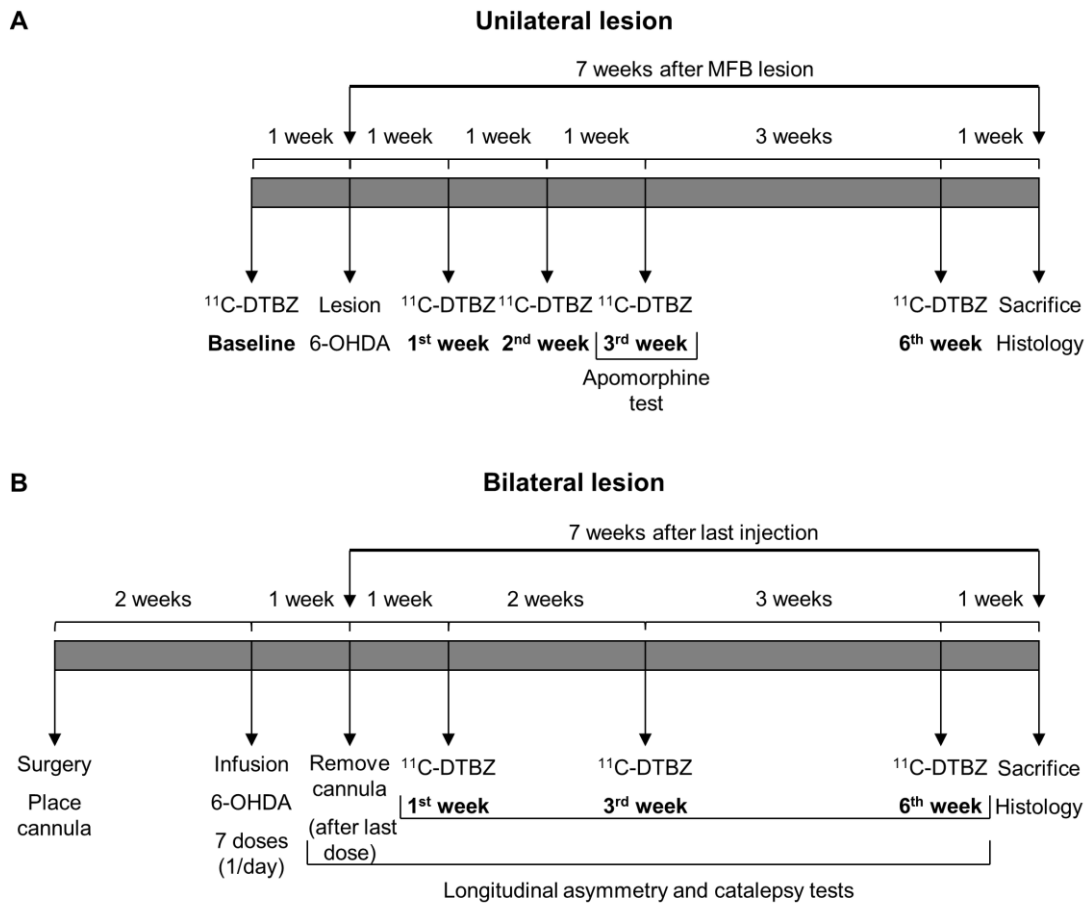 A
Unilateral lesion
7 weeks after MFB lesion
1 week 1 week 1 week 1 week 3 weeks 1 week
¹¹C-DTBZ Lesion ¹¹C-DTBZ ¹¹C-DTBZ ¹¹C-DTBZ ¹¹C-DTBZ Sacrifice
Baseline 6-OHDA 1st week 2nd week 3rd week 6th week Histology
Apomorphine
test
B
Bilateral lesion
7 weeks after last injection
2 weeks 1 week 1 week 2 weeks 3 weeks 1 week
Surgery Infusion Remove ¹¹C-DTBZ ¹¹C-DTBZ ¹¹C-DTBZ Sacrifice
Place 6-OHDA cannula 1st week 3rd week 6th week Histology
cannula 7 doses (after last
(1/day) dose)
Longitudinal asymmetry and catalepsy tests